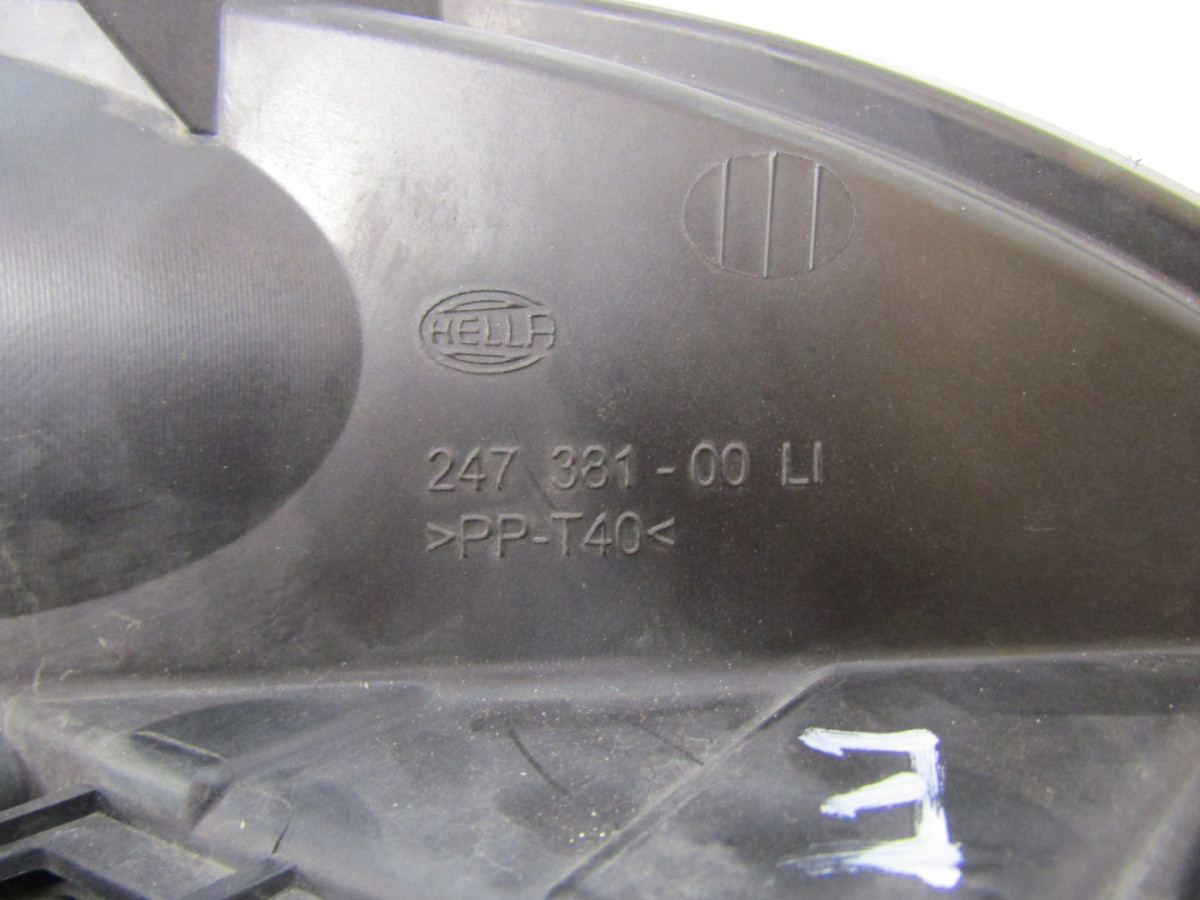 HELLA
247 381-00 LI
>PP-T40<